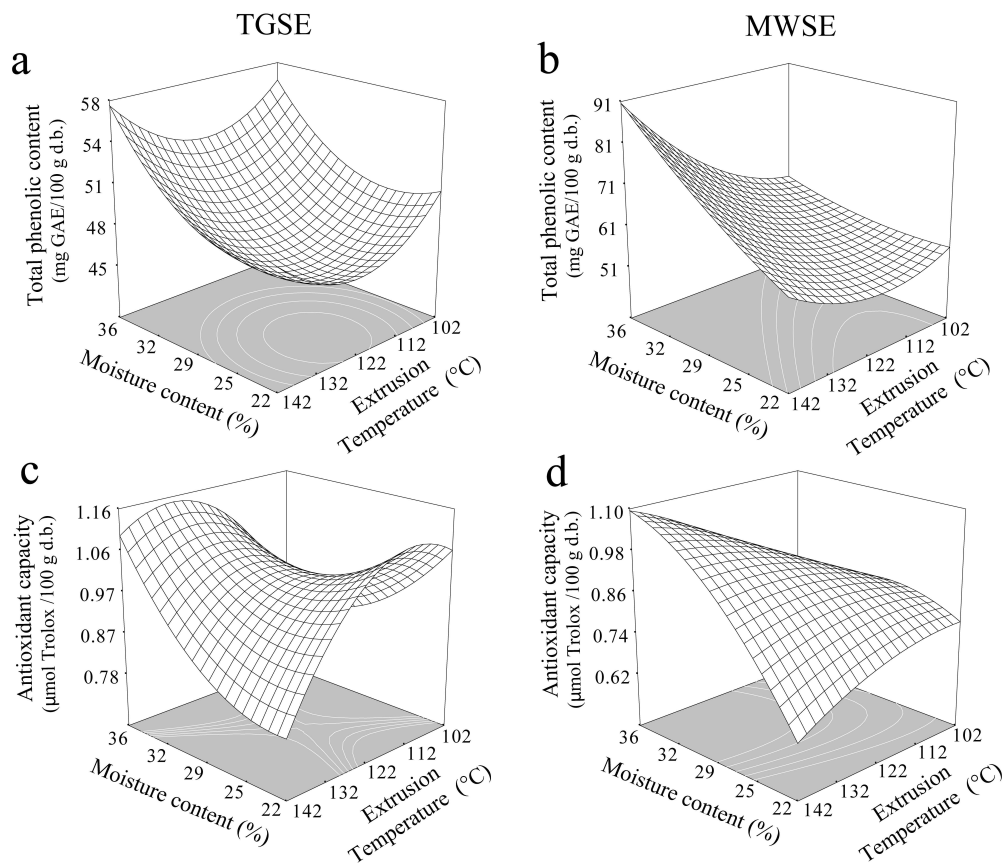 TGSE
MWSE
a
Total phenolic content
(mg GAE/100 g d.b.)
58
54
51
48
45
36
32
29
25
22
Moisture content (%)
142
132
122
112
102
Extrusion
Temperature (°C)
b
Total phenolic content
(mg GAE/100 g d.b.)
91
81
71
61
51
36
32
29
25
22
Moisture content (%)
142
132
122
112
102
Extrusion
Temperature (°C)
c
Antioxidant capacity
(μmol Trolox /100 g d.b.)
1.16
1.06
0.97
0.87
0.78
36
32
29
25
22
Moisture content (%)
142
132
122
112
102
Extrusion
Temperature (°C)
d
Antioxidant capacity
(μmol Trolox /100 g d.b.)
1.10
0.98
0.86
0.74
0.62
36
32
29
25
22
Moisture content (%)
142
132
122
112
102
Extrusion
Temperature (°C)